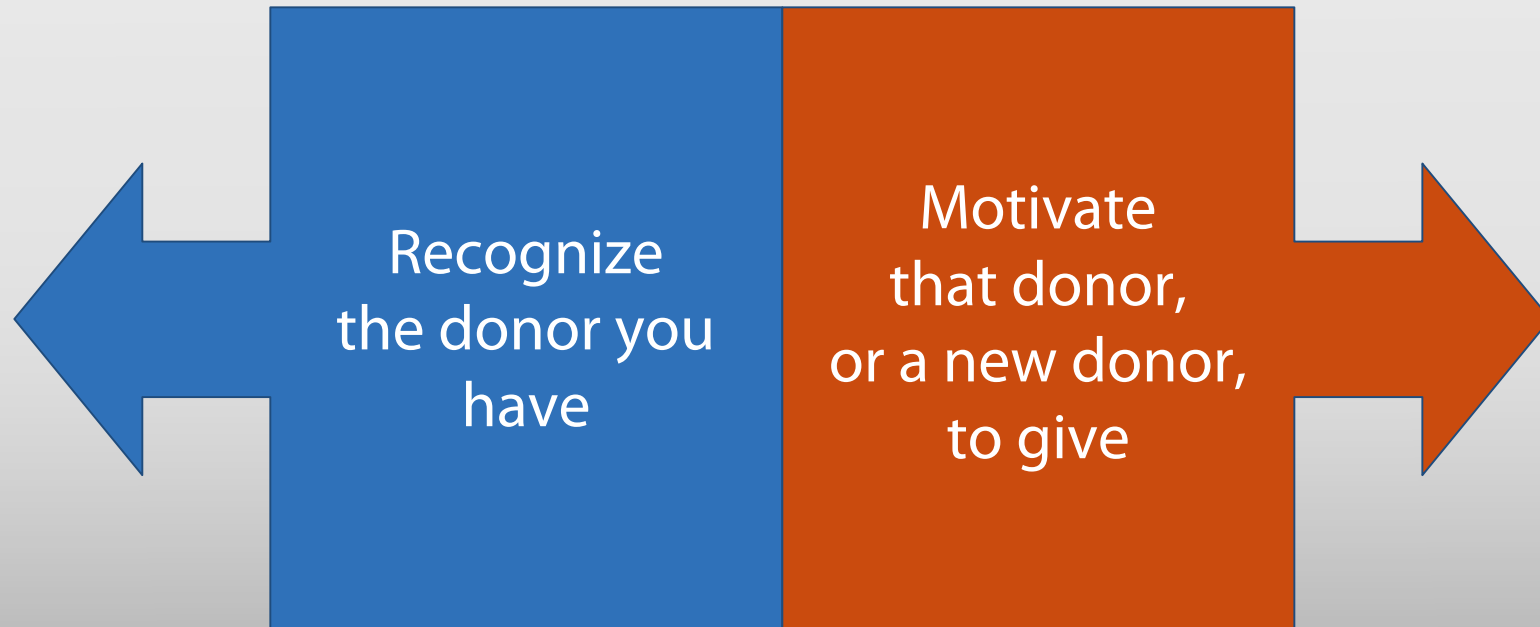 Recognize
the donor you
have
Motivate
that donor,
or a new donor,
to give